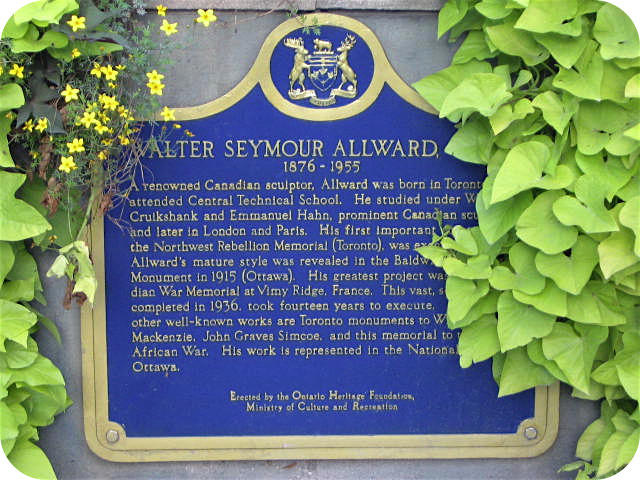 ALTER SEYMOUR ALLWARD,
1876 - 1955
A renowned Canadian sculptor, Allward was born in Toronto
attended Central Technical School. He studied under W
Cruikshank and Emmanuel Hahn, prominent Canadian scu
and later in London and Paris. His first important
the Northwest Rebellion Memorial (Toronto), was exe
Allward's mature style was revealed in the Baldw
Monument in 1915 (Ottawa). His greatest project wa
dian War Memorial at Vimy Ridge, France. This vast, s
completed in 1936, took fourteen years to execute.
other well-known works are Toronto monuments to W
Mackenzie, John Graves Simcoe, and this memorial to
African War. His work is represented in the National
Ottawa.
Erected by the Ontario Heritage Foundation,
Ministry of Culture and Recreation